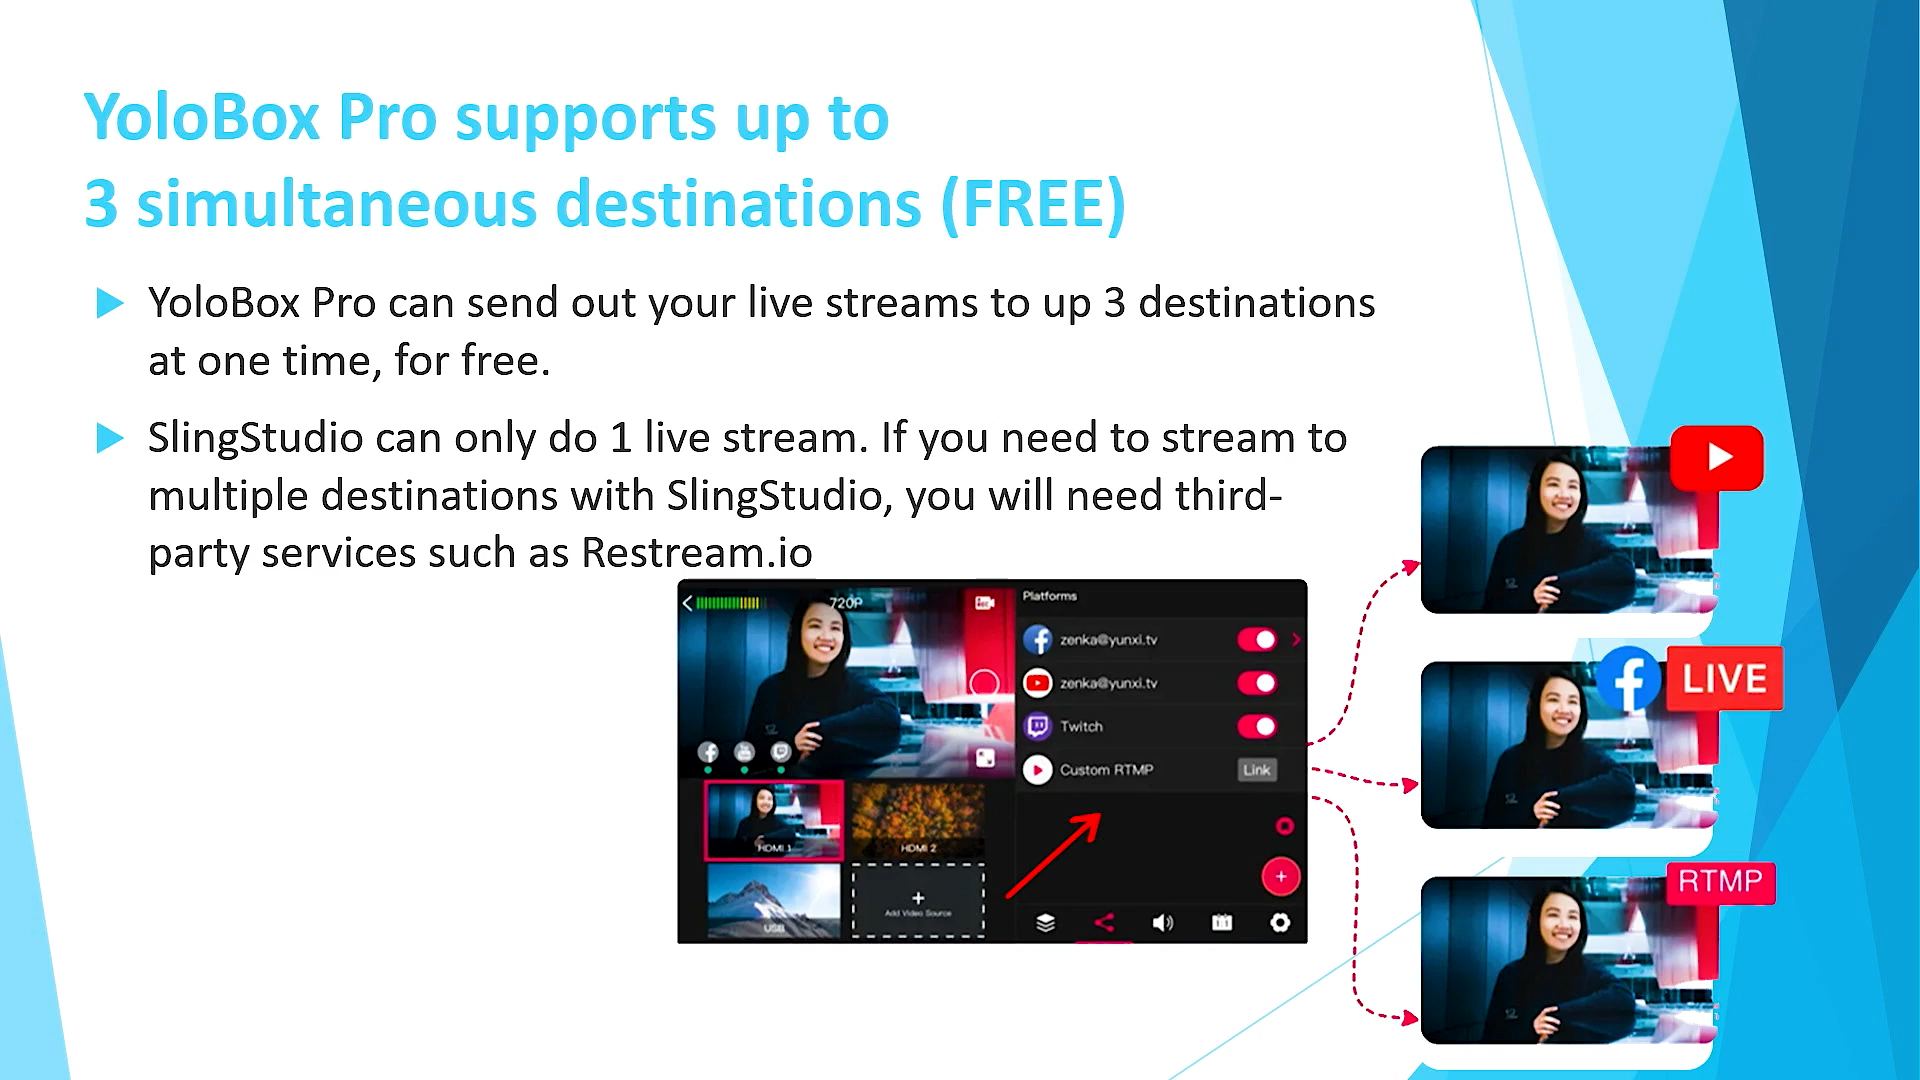 YoloBox Pro supports up to
3 simultaneous destinations (FREE)
YoloBox Pro can send out your live streams to up 3 destinations
at one time, for free.
SlingStudio can only do 1 live stream. If you need to stream to
multiple destinations with SlingStudio, you will need third-
party services such as Restream.io
720P
Platforms
zenka@yunxi.tv
zenka@yunxi.tv
Twitch
Custom RTMP
Link
HDMI 1
HDMI 2
USB
Add Video Source
LIVE
RTMP